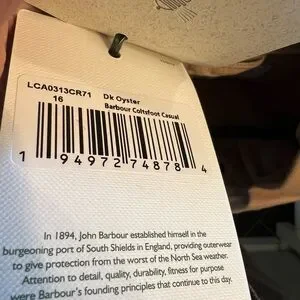 LCA0313CR71 Dk Oyster
16 Barbour Coltsfoot Casual
1 94972 74878 4
In 1894, John Barbour established himself in the
burgeoning port of South Shields in England, providing outerwear
to give protection from the worst of the North Sea weather.
Attention to detail, quality, durability, fitness for purpose
were Barbour's founding principles that continue to this day.